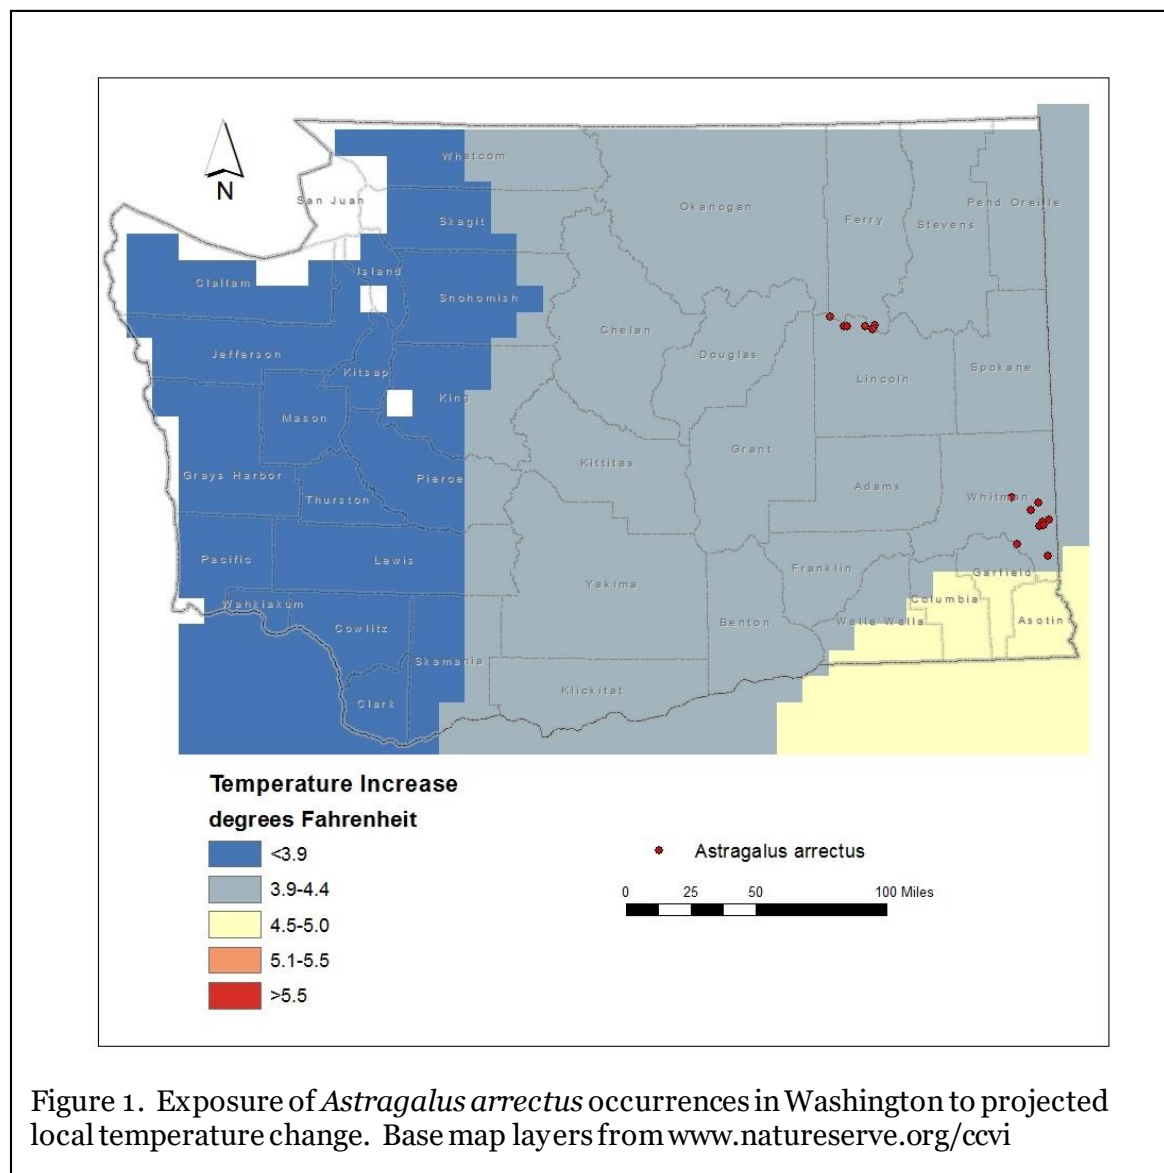 N
Whatcom
San Juan
Skagit
Okanogan
Ferry
Stevens
Pend Oreille
Clallam
Island
Snohomish
Chelan
Douglas
Jefferson
Kitsap
King
Lincoln
Spokane
Mason
Grays Harbor
Thurston
Pierce
Kittitas
Grant
Adams
Whitman
Pacific
Lewis
Yakima
Franklin
Garfield
Wahkiakum
Cowlitz
Skamania
Benton
Walla Walla
Columbia
Asotin
Clark
Klickitat
Temperature Increase
degrees Fahrenheit
<3.9
3.9-4.4
4.5-5.0
5.1-5.5
>5.5
Astragalus arrectus
0 25 50 100 Miles
Figure 1. Exposure of Astragalus arrectus occurrences in Washington to projected
local temperature change. Base map layers from www.natureserve.org/ccvi